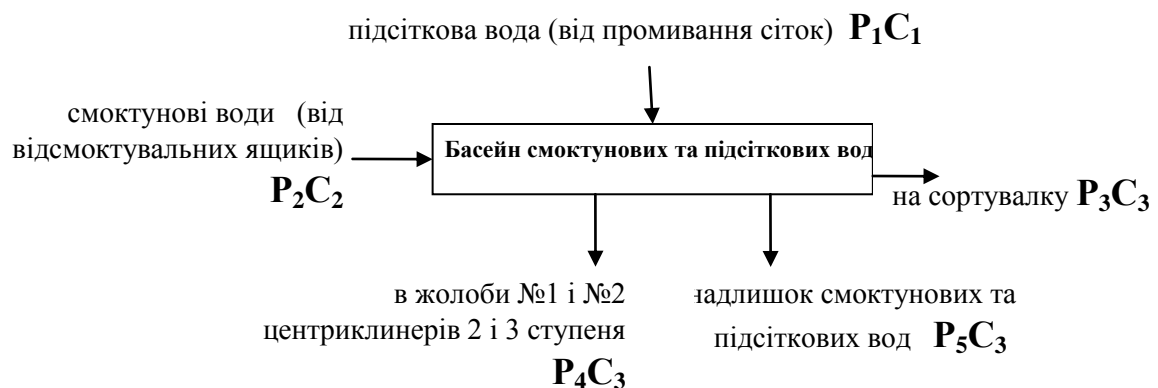 підсіткова вода (від промивання сіток) P₁C₁
смоктунові води (від
відсмоктувальних ящиків)
P₂C₂
Басейн смоктунових та підсіткових вод
на сортувалку P₃C₃
в жолоби №1 і №2
центриклинерів 2 і 3 ступеня
P₄C₃
надлишок смоктунових та
підсіткових вод P₅C₃